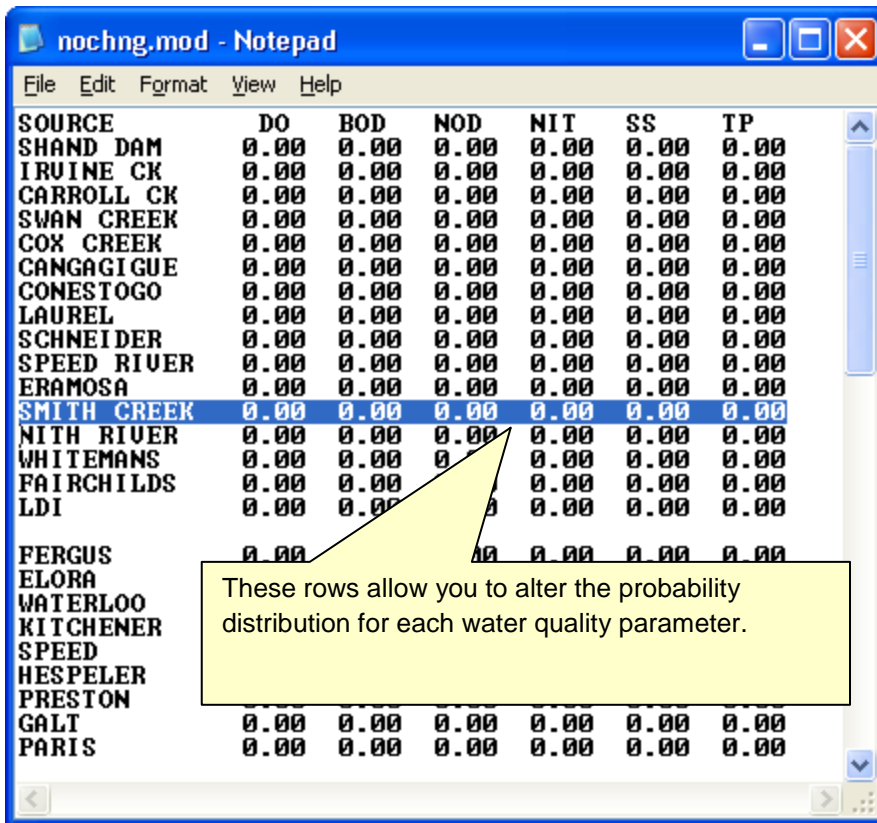 nochng.mod - Notepad
File Edit Format View Help
SOURCE DO BOD NOD NIT SS TP
SHAND DAM 0.00 0.00 0.00 0.00 0.00 0.00
IRVINE CK 0.00 0.00 0.00 0.00 0.00 0.00
CARROLL CK 0.00 0.00 0.00 0.00 0.00 0.00
SWAN CREEK 0.00 0.00 0.00 0.00 0.00 0.00
COX CREEK 0.00 0.00 0.00 0.00 0.00 0.00
CANGAGIGUE 0.00 0.00 0.00 0.00 0.00 0.00
CONESTOGO 0.00 0.00 0.00 0.00 0.00 0.00
LAUREL 0.00 0.00 0.00 0.00 0.00 0.00
SCHNEIDER 0.00 0.00 0.00 0.00 0.00 0.00
SPEED RIVER 0.00 0.00 0.00 0.00 0.00 0.00
ERAMOSA 0.00 0.00 0.00 0.00 0.00 0.00
SMITH CREEK 0.00 0.00 0.00 0.00 0.00 0.00
NITH RIVER 0.00 0.00 0.00 0.00 0.00 0.00
WHITEMANS 0.00 0.00 0.00 0.00 0.00
FAIRCHILDS 0.00 0.00 0.00 0.00 0.00
LDI 0.00 0.00 0.00 0.00
FERGUS 0.00 0.00 0.00 0.00
ELORA
WATERLOO
KITCHENER
SPEED
HESPELER
PRESTON
GALT 0.00 0.00 0.00 0.00 0.00 0.00
PARIS 0.00 0.00 0.00 0.00 0.00 0.00
These rows allow you to alter the probability
distribution for each water quality parameter.